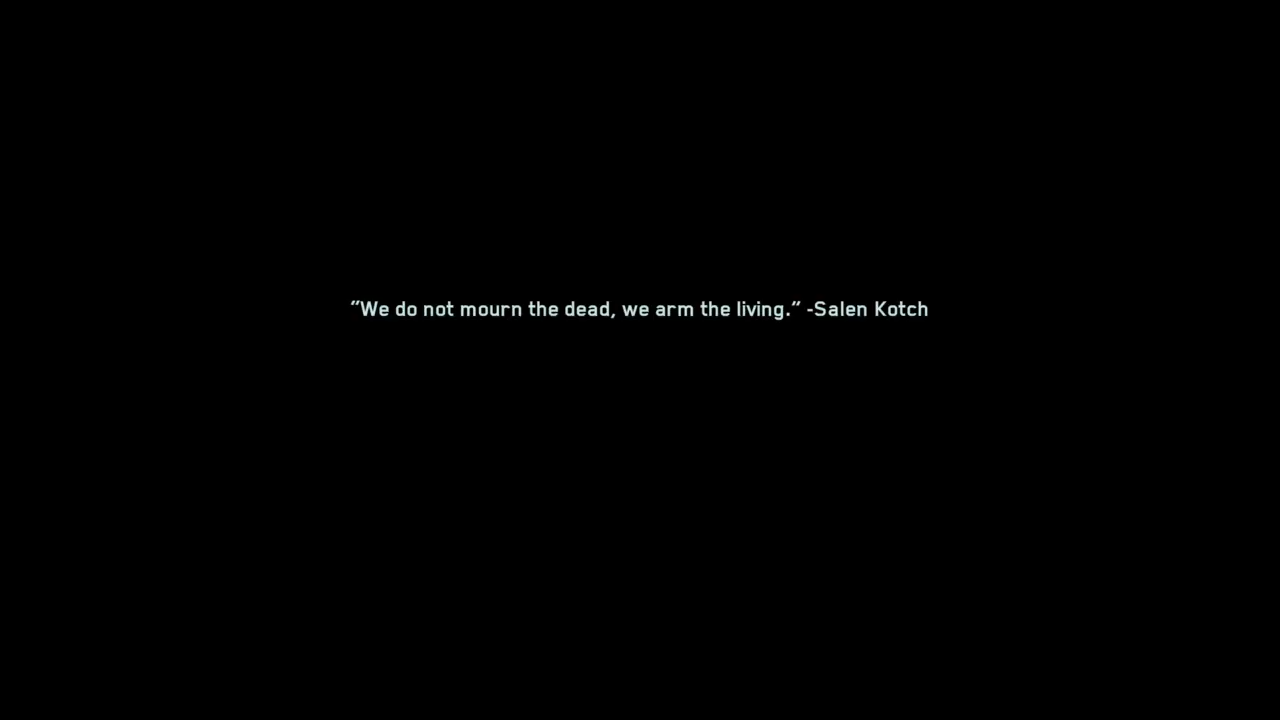 “We do not mourn the dead, we arm the living.” -Salen Kotch